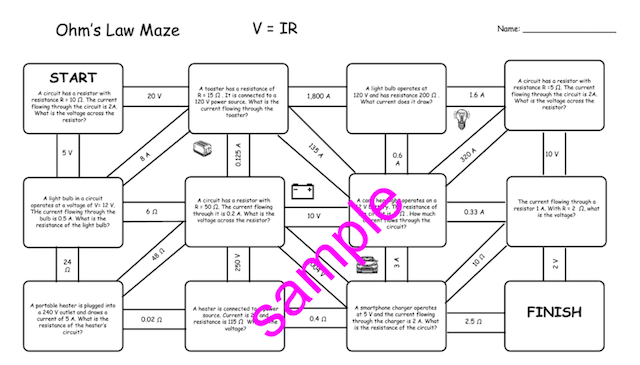 Ohm's Law Maze
V = IR
Name:
START
A circuit has a resistor with
resistance R = 10 Ω. The current
flowing through the circuit is 2A.
What is the voltage across the
resistor?
20 V
A toaster has a resistance of
R = 15 Ω . It is connected to a
120 V power source. What is the
current flowing through the
toaster?
1,800 A
A light bulb operates at
120 V and has resistance 200 Ω .
What current does it draw?
1.6 A
A circuit has a resistor with
resistance R =5 Ω. The current
flowing through the circuit is 2A.
What is the voltage across the
resistor?
5 V
8 A
0.125 A
115 A
0.6
A
320 A
10 V
A light bulb in a circuit
operates at a voltage of V= 12 V.
THe current flowing through the
bulb is 0.5 A. What is the
resistance of the light bulb?
6 Ω
A circuit has a resistor with
R = 50 Ω. The current flowing
through it is 0.2 A. What is the
voltage across the resistor?
10 V
A car headlight operates on a
battery. The resistance of
the circuit is Ω . How much
current flows through the
circuit?
0.33 A
The current flowing through a
resistor 1 A. With R = 2 Ω, what
is the voltage?
24
Ω
48 Ω
250 V
3 A
10 Ω
2 V
A portable heater is plugged into
a 240 V outlet and draws a
current of 5 A. What is the
resistance of the heater's
circuit?
0.02 Ω
A heater is connected to power
source. Current is and
resistance is 115 Ω What
voltage?
0.4 Ω
A smartphone charger operates
at 5 V and the current flowing
through the charger is 2 A. What
is the resistance of the circuit?
2.5 Ω
FINISH
sample